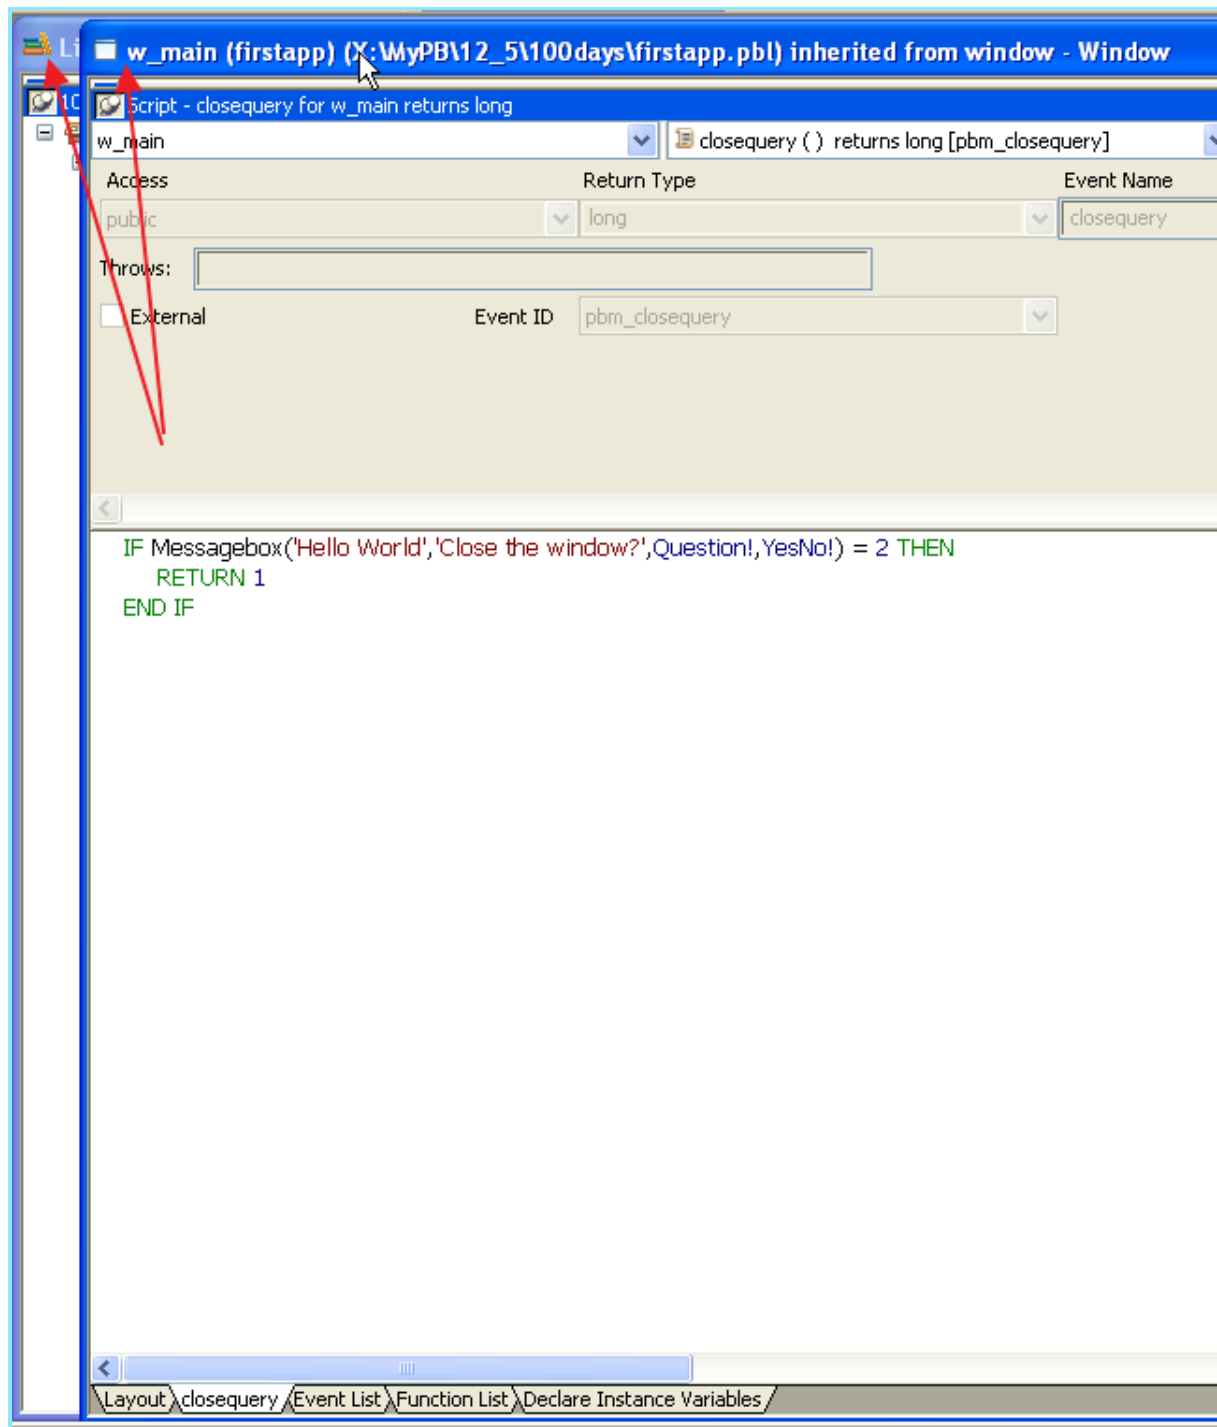 Li
w_main (firstapp) (X:\MyPB\12_5\100days\firstapp.pbl) inherited from window - Window
10
Script - closequery for w_main returns long
w_main
closequery ( ) returns long [pbm_closequery]
Access Return Type Event Name
public long closequery
Throws:
External Event ID pbm_closequery
IF Messagebox('Hello World','Close the window?',Question!,YesNo!) = 2 THEN
RETURN 1
END IF
Layout closequery Event List Function List Declare Instance Variables